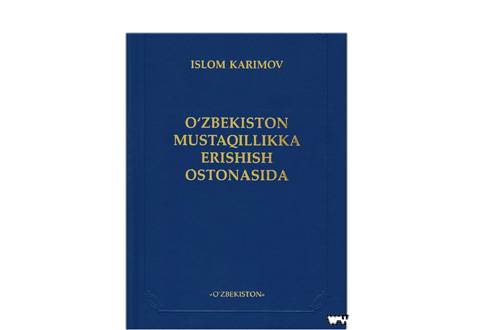 ISLOM KARIMOV
O‘ZBEKISTON
MUSTAQILLIKKA
ERISHISH
OSTONASIDA
«O‘ZBEKISTON»